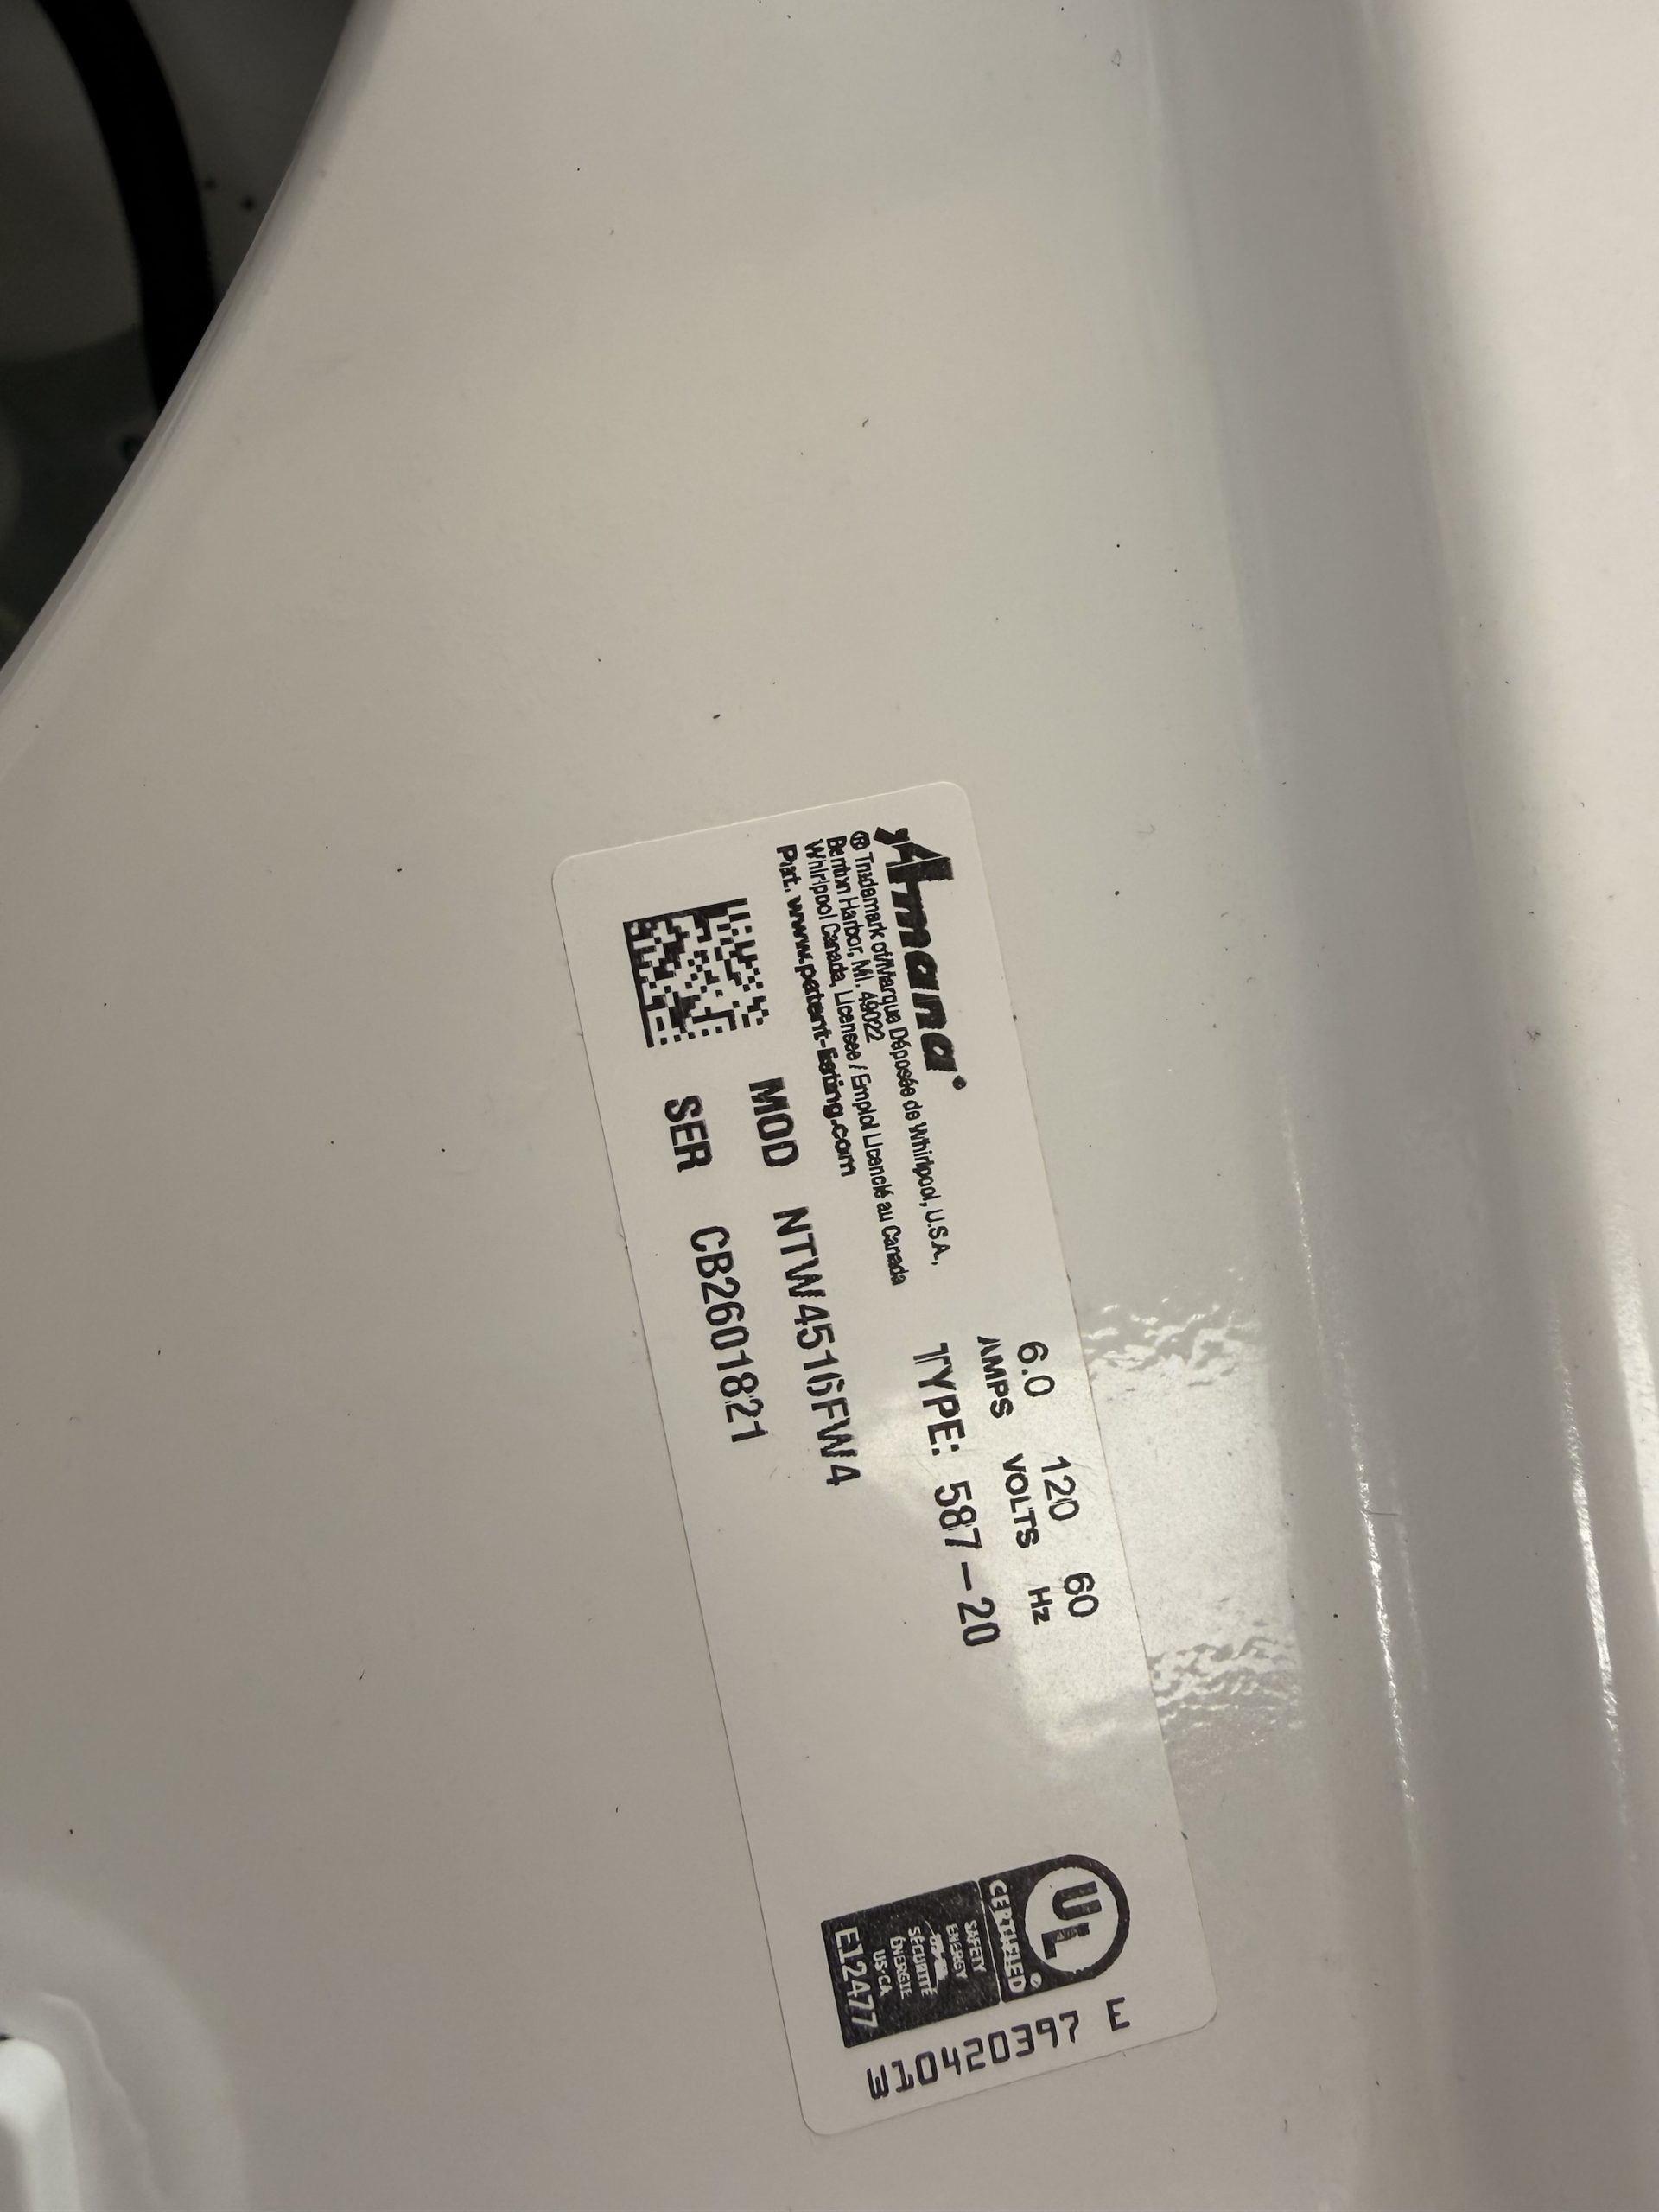 Amana®
® Trademark of/Marque Déposée de Whirlpool, U.S.A.,
Benton Harbor, MI. 49022
Whirlpool Canada, Licensee / Emploi Licencié au Canada
Pat. www.patent-listing.com
6.0 120 60
AMPS VOLTS Hz
TYPE: 587-20
MOD NTW4516FW4
SER CB2601821
UL
CERTIFIED®
SAFETY
ENERGY
SÉCURITÉ
ÉNERGIE
US-CA
E12477
W10420397 E